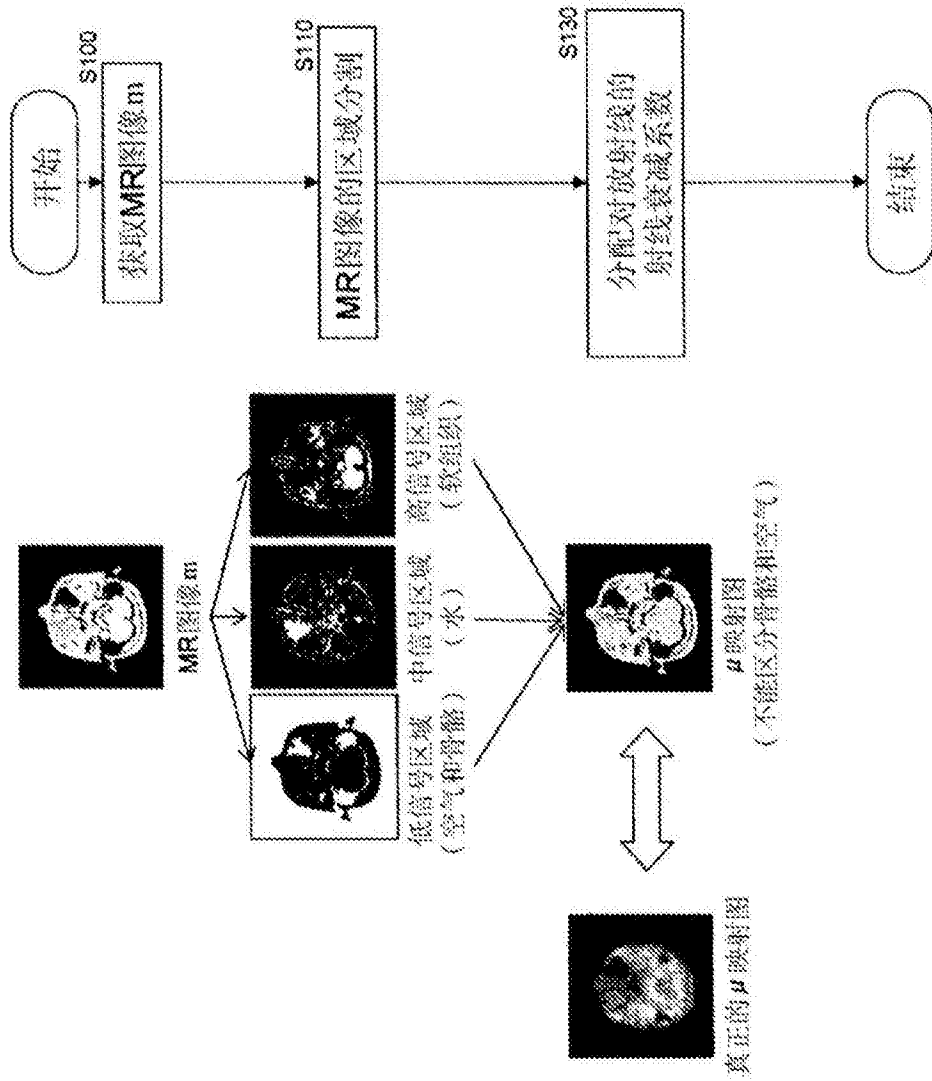 开始
S100
获取MR图像m
S110
MR图像的区域分割
S130
分配对放射线的
射线衰减系数
结束
MR图像m
低信号区域
（空气和骨骼）
中信号区域
（水）
高信号区域
（软组织）
真正的μ映射图
μ映射图
（不能区分骨骼和空气）